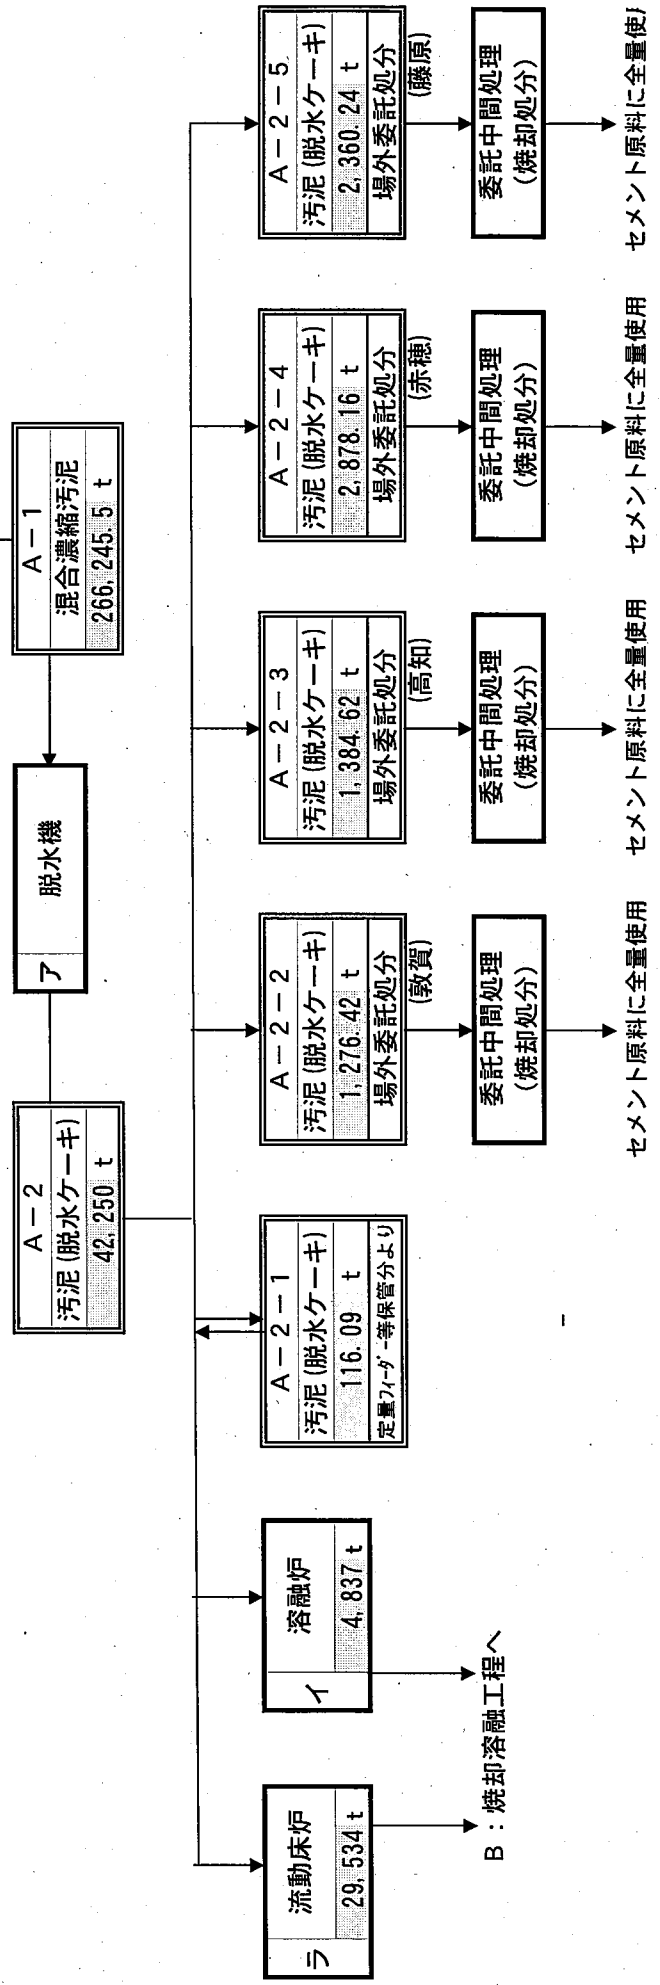 A－1
混合濃縮汚泥
266,245.5 t
ア
脱水機
A－2
汚泥(脱水ケーキ)
42,250 t
ラ
流動床炉
29,534 t
イ
溶融炉
4,837 t
B：焼却溶融工程へ
A－2－1
汚泥(脱水ケーキ)
116.09 t
定量フィーダー等保管分より
A－2－2
汚泥(脱水ケーキ)
1,276.42 t
場外委託処分
(敦賀)
委託中間処理
(焼却処分)
セメント原料に全量使用
A－2－3
汚泥(脱水ケーキ)
1,384.62 t
場外委託処分
(高知)
委託中間処理
(焼却処分)
セメント原料に全量使用
A－2－4
汚泥(脱水ケーキ)
2,878.16 t
場外委託処分
(赤穂)
委託中間処理
(焼却処分)
セメント原料に全量使用
A－2－5
汚泥(脱水ケーキ)
2,360.24 t
場外委託処分
(藤原)
委託中間処理
(焼却処分)
セメント原料に全量使